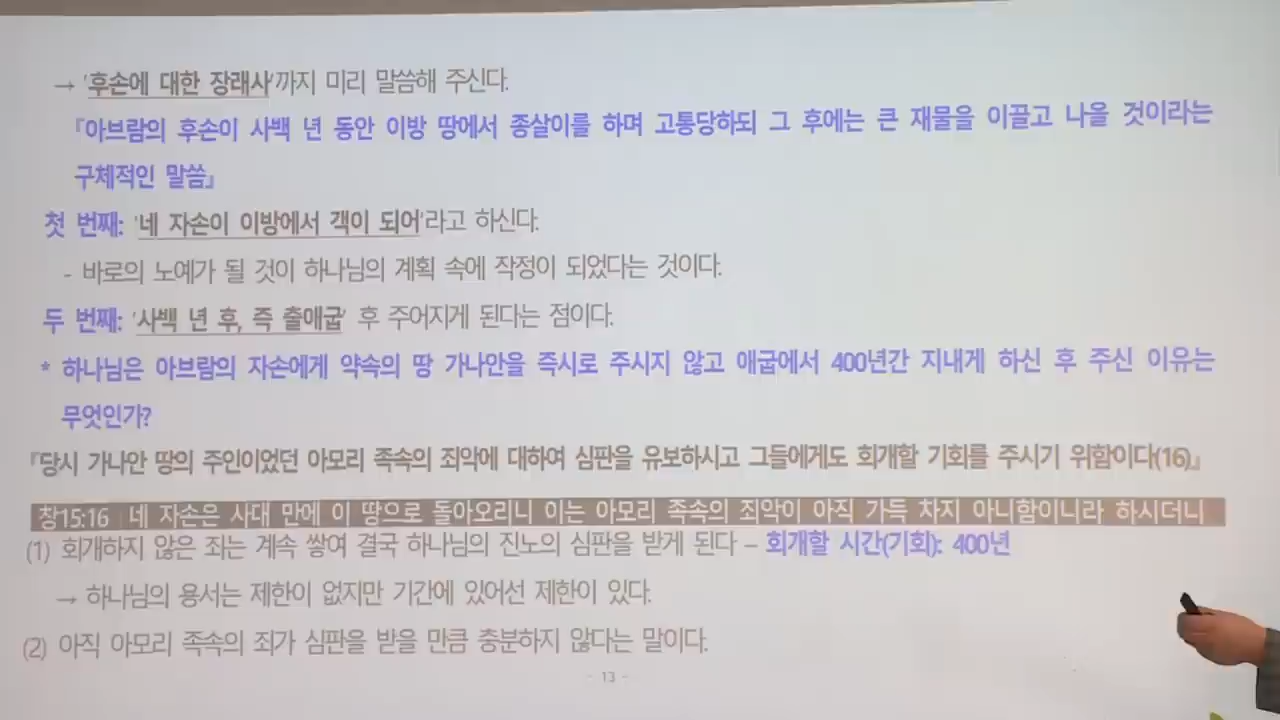 → '후손에 대한 장래사'까지 미리 말씀해 주신다.
『아브람의 후손이 사백 년 동안 이방 땅에서 종살이를 하며 고통당하되 그 후에는 큰 재물을 이끌고 나올 것이라는
구체적인 말씀』
첫 번째: '네 자손이 이방에서 객이 되어'라고 하신다.
- 바로의 노예가 될 것이 하나님의 계획 속에 작정이 되었다는 것이다.
두 번째: '사백 년 후, 즉 출애굽' 후 주어지게 된다는 점이다.
* 하나님은 아브람의 자손에게 약속의 땅 가나안을 즉시로 주시지 않고 애굽에서 400년간 지내게 하신 후 주신 이유는
무엇인가?
『당시 가나안 땅의 주인이었던 아모리 족속의 죄악에 대하여 심판을 유보하시고 그들에게도 회개할 기회를 주시기 위함이다(16)』
창15:16 네 자손은 사대 만에 이 땅으로 돌아오리니 이는 아모리 족속의 죄악이 아직 가득 차지 아니함이니라 하시더니
(1) 회개하지 않은 죄는 계속 쌓여 결국 하나님의 진노의 심판을 받게 된다 – 회개할 시간(기회): 400년
→ 하나님의 용서는 제한이 없지만 기간에 있어선 제한이 있다.
(2) 아직 아모리 족속의 죄가 심판을 받을 만큼 충분하지 않다는 말이다.
- 13 -